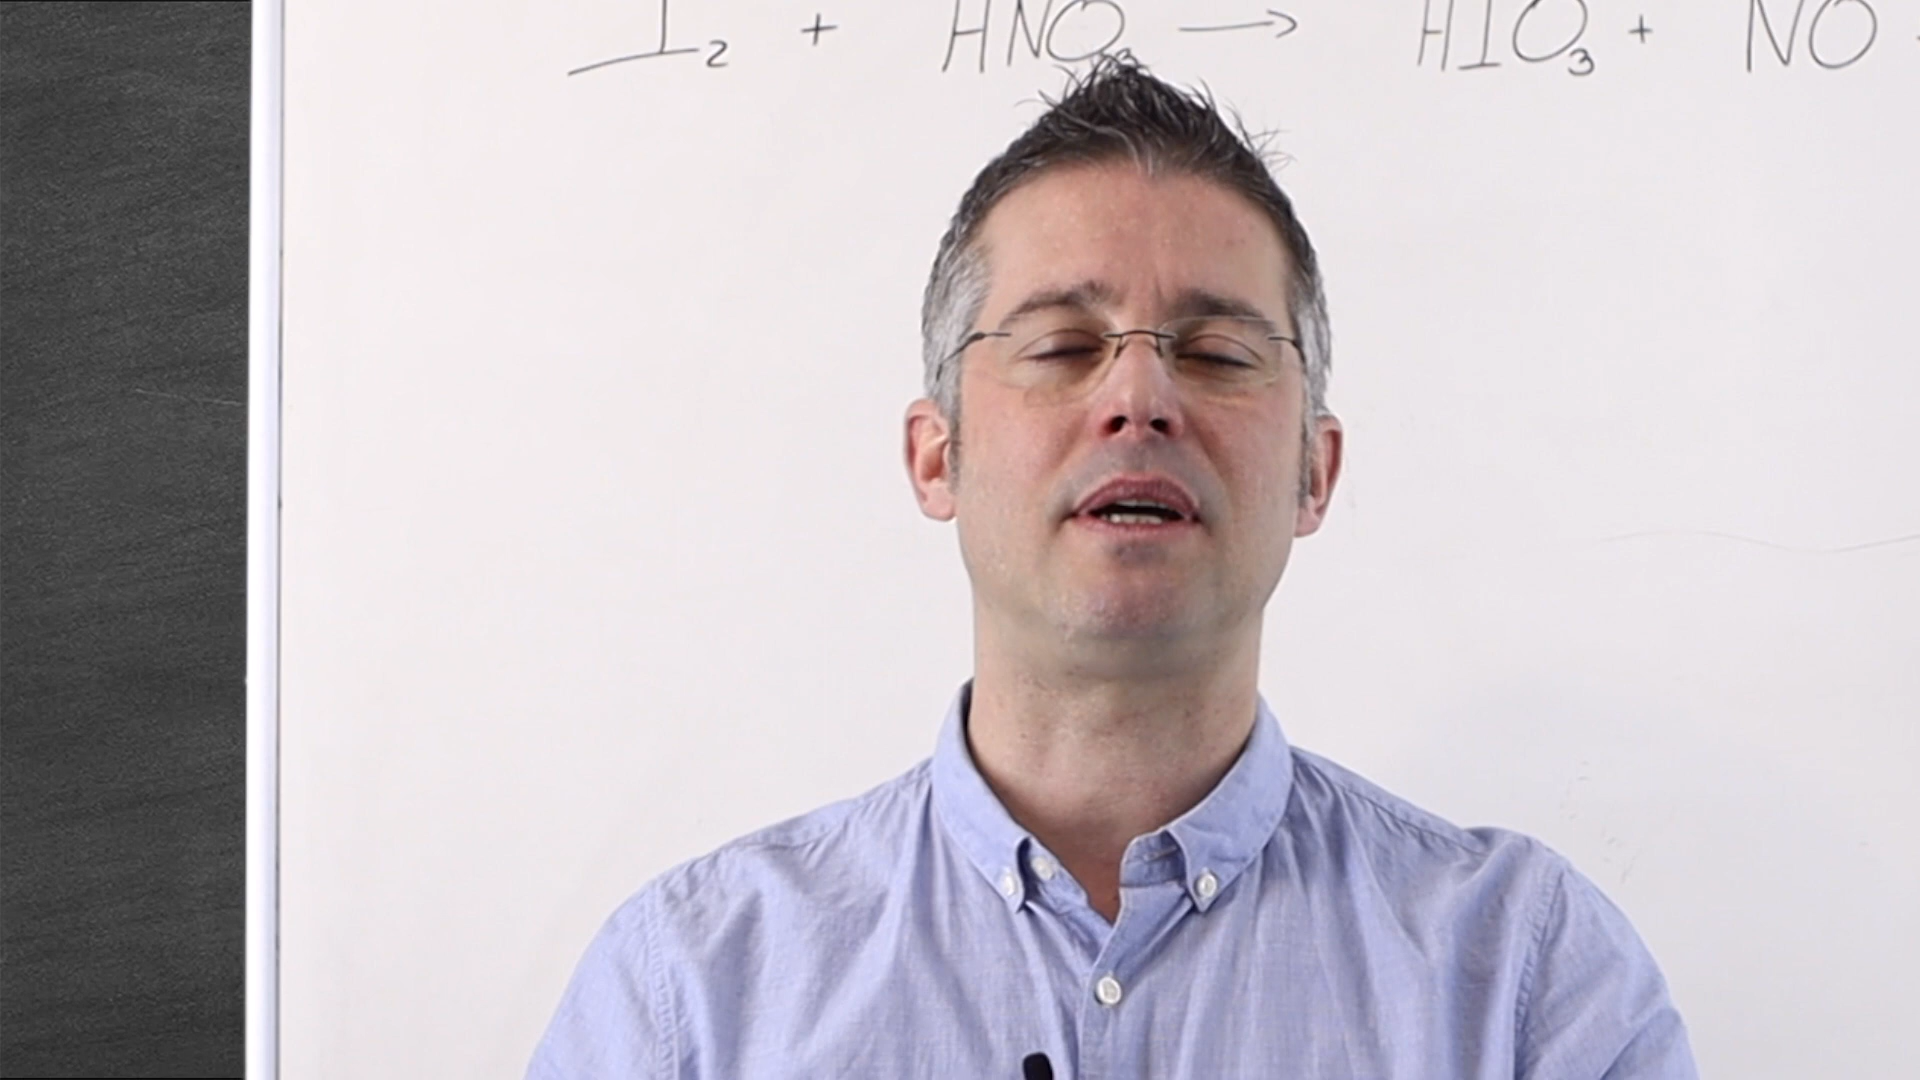 I₂ + HNO₃ → HIO₃ + NO